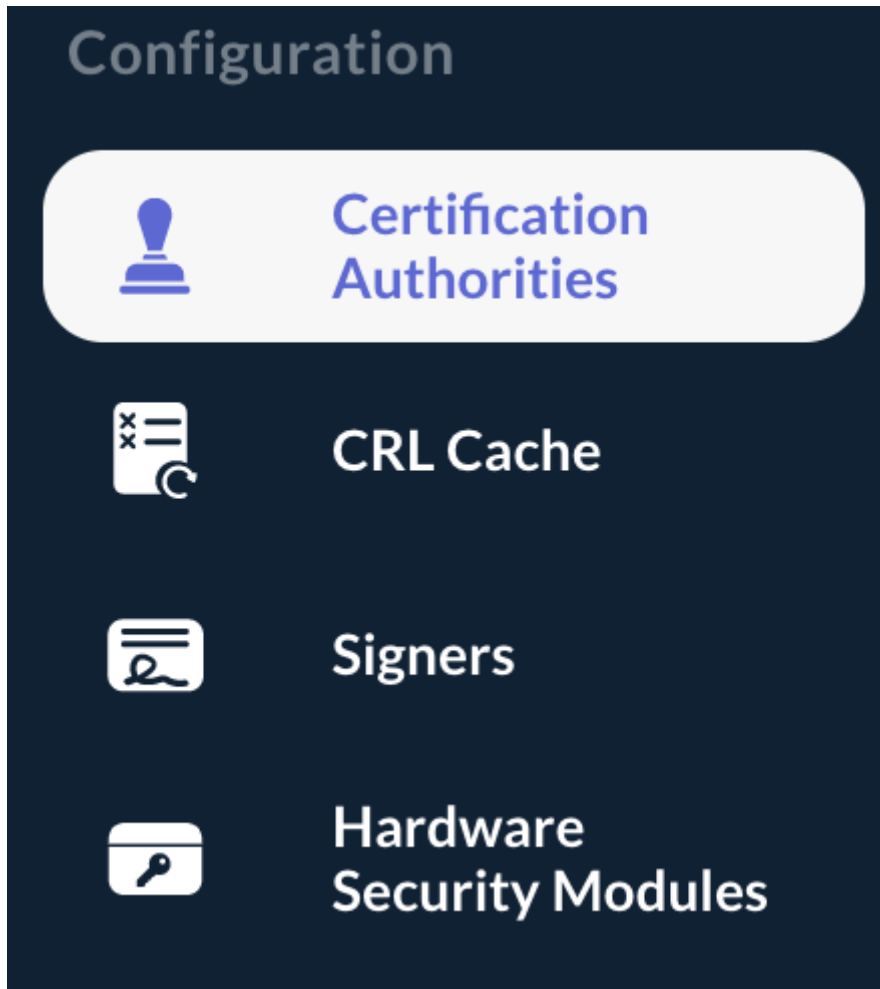 Configuration
Certification
Authorities
CRL Cache
Signers
Hardware
Security Modules